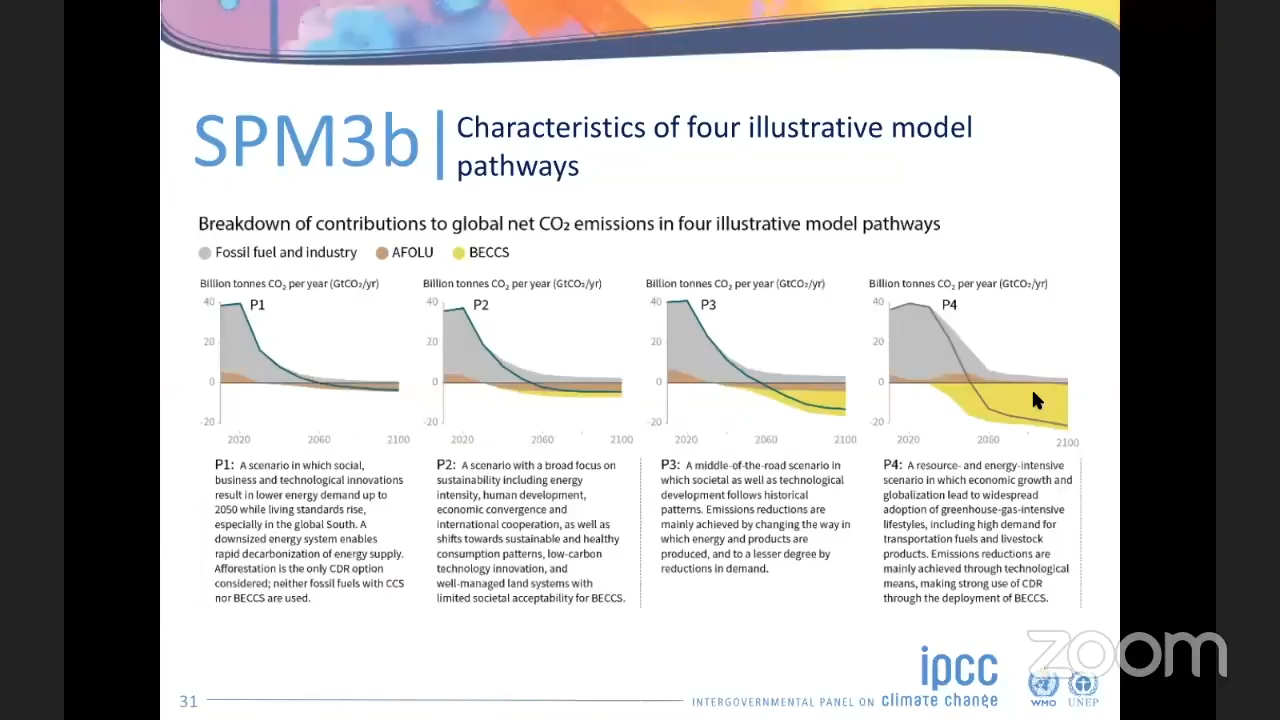 SPM3b
Characteristics of four illustrative model
pathways
Breakdown of contributions to global net CO₂ emissions in four illustrative model pathways
Fossil fuel and industry AFOLU BECCS
Billion tonnes CO₂ per year (GtCO₂/yr)
40
P1
20
0
-20
2020 2060 2100
Billion tonnes CO₂ per year (GtCO₂/yr)
40
P2
20
0
-20
2020 2060 2100
Billion tonnes CO₂ per year (GtCO₂/yr)
40
P3
20
0
-20
2020 2060 2100
Billion tonnes CO₂ per year (GtCO₂/yr)
40
P4
20
0
-20
2020 2060 2100
P1: A scenario in which social,
business and technological innovations
result in lower energy demand up to
2050 while living standards rise,
especially in the global South. A
downsized energy system enables
rapid decarbonization of energy supply.
Afforestation is the only CDR option
considered; neither fossil fuels with CCS
nor BECCS are used.
P2: A scenario with a broad focus on
sustainability including energy
intensity, human development,
economic convergence and
international cooperation, as well as
shifts towards sustainable and healthy
consumption patterns, low-carbon
technology innovation, and
well-managed land systems with
limited societal acceptability for BECCS.
P3: A middle-of-the-road scenario in
which societal as well as technological
development follows historical
patterns. Emissions reductions are
mainly achieved by changing the way in
which energy and products are
produced, and to a lesser degree by
reductions in demand.
P4: A resource- and energy-intensive
scenario in which economic growth and
globalization lead to widespread
adoption of greenhouse-gas-intensive
lifestyles, including high demand for
transportation fuels and livestock
products. Emissions reductions are
mainly achieved through technological
means, making strong use of CDR
through the deployment of BECCS.
zoom
31
INTERGOVERNMENTAL PANEL ON
ipcc
climate change
WMO UNEP